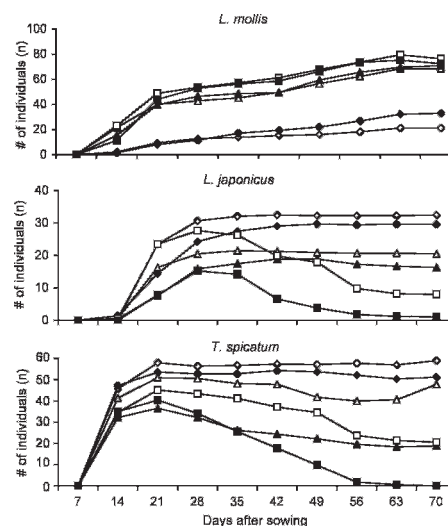 L. mollis
100
80
60
40
20
0
# of individuals (n)
L. japonicus
40
30
20
10
0
# of individuals (n)
T. spicatum
60
50
40
30
20
10
0
# of individuals (n)
7 14 21 28 35 42 49 56 63 70
Days after sowing